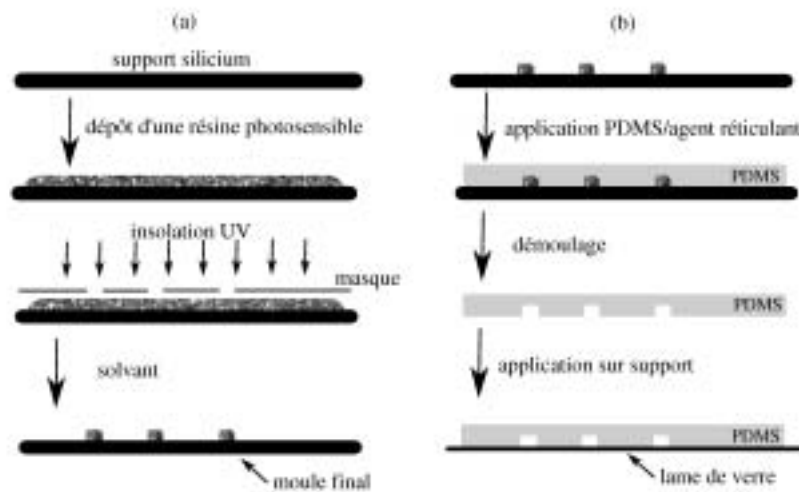 (a)
support silicium
dépôt d'une résine photosensible
insolation UV
masque
solvant
moule final
(b)
application PDMS/agent réticulant
PDMS
démoulage
PDMS
application sur support
PDMS
lame de verre